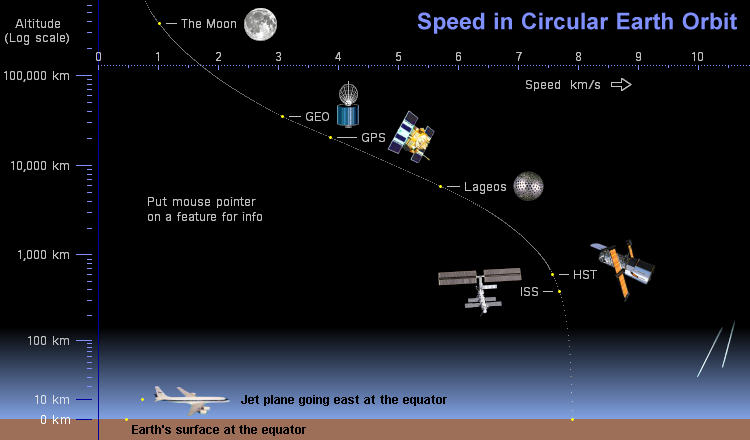 Altitude
(Log scale)
The Moon
Speed in Circular Earth Orbit
0 1 2 3 4 5 6 7 8 9 10
100,000 km
Speed km/s
GEO
GPS
10,000 km
Lageos
Put mouse pointer
on a feature for info
1,000 km
HST
ISS
100 km
10 km
Jet plane going east at the equator
0 km
Earth's surface at the equator